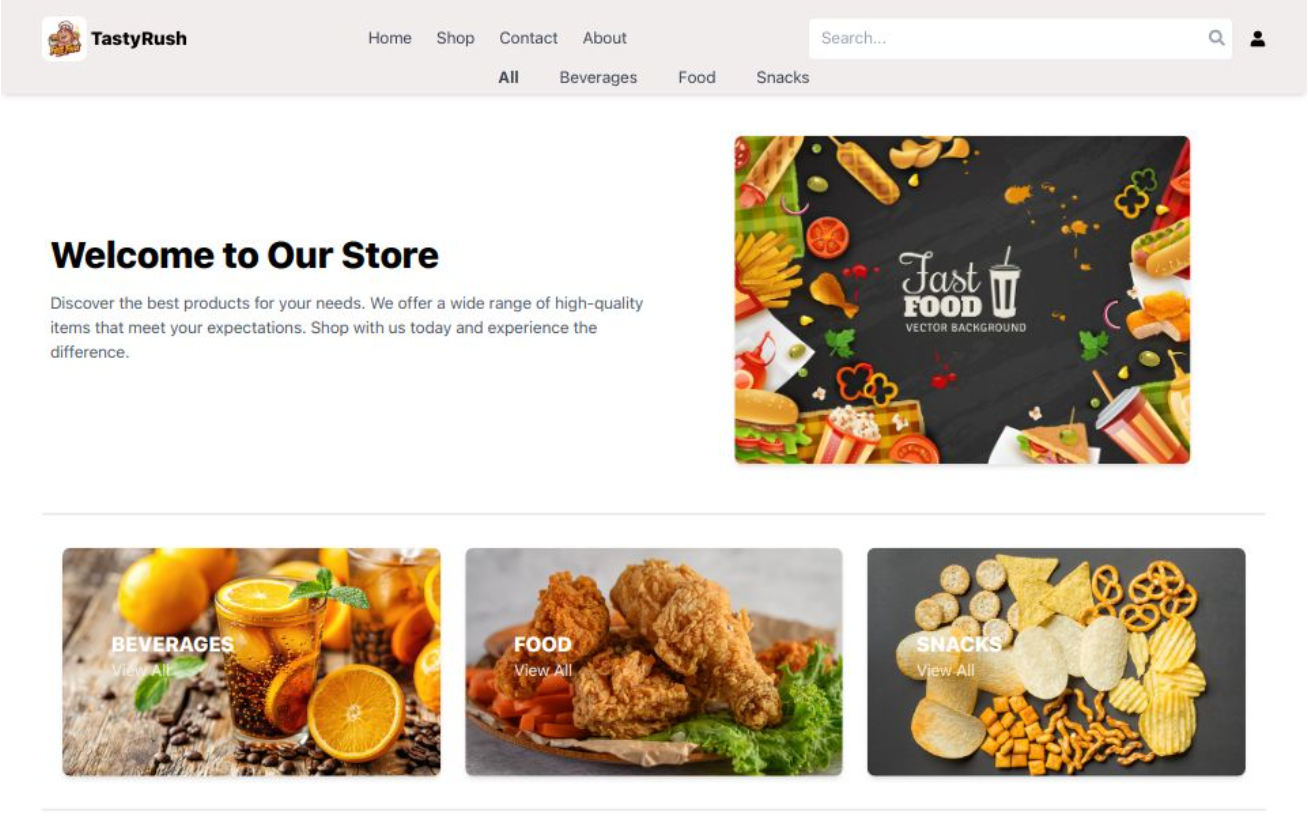 TastyRush
Home Shop Contact About
Search...
All Beverages Food Snacks
Welcome to Our Store
Discover the best products for your needs. We offer a wide range of high-quality
items that meet your expectations. Shop with us today and experience the
difference.
Fast
FOOD
VECTOR BACKGROUND
BEVERAGES
View All
FOOD
View All
SNACKS
View All